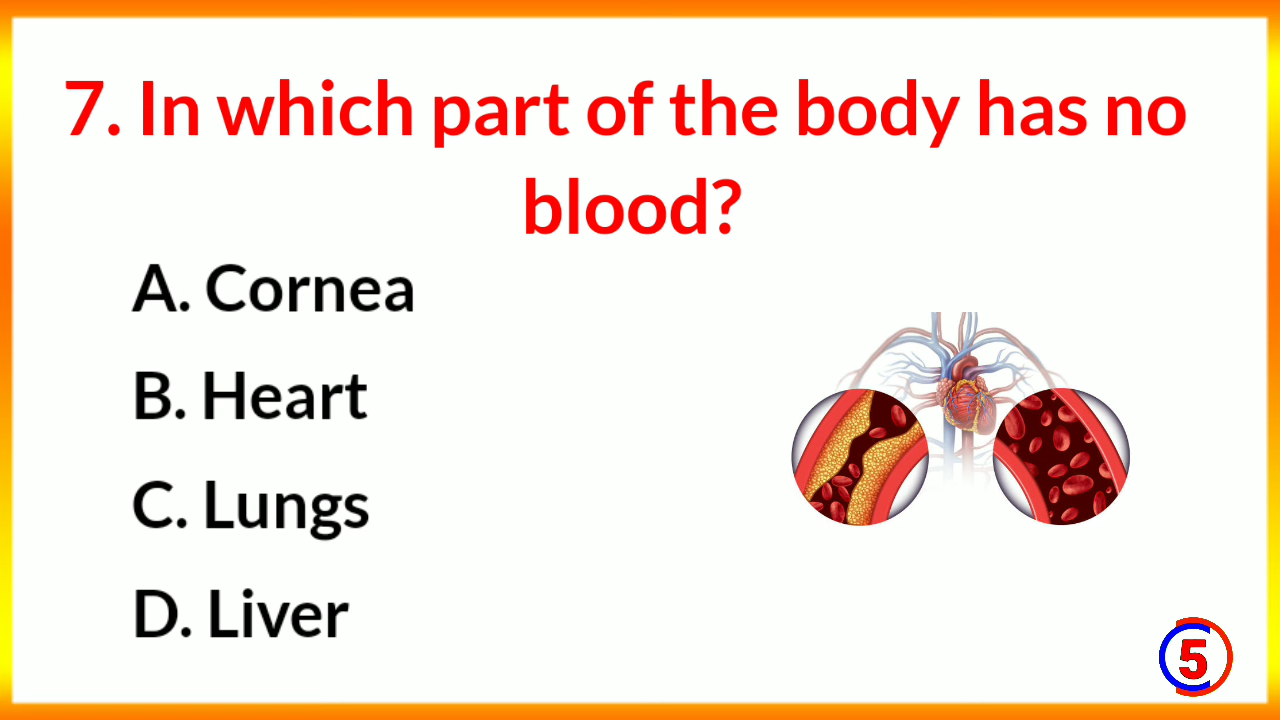 7. In which part of the body has no
blood?
A. Cornea
B. Heart
C. Lungs
D. Liver
5